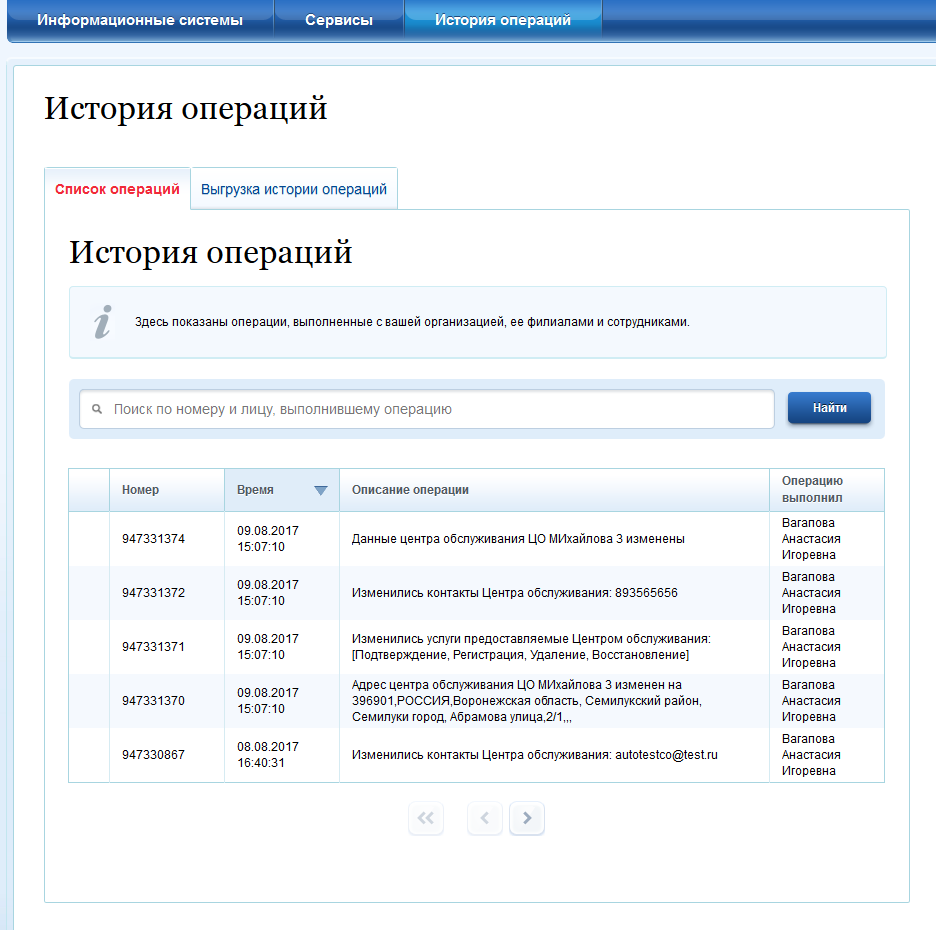 Информационные системы
Сервисы
История операций
История операций
Список операций
Выгрузка истории операций
История операций
Здесь показаны операции, выполненные с вашей организацией, ее филиалами и сотрудниками.
Поиск по номеру и лицу, выполнившему операцию
Найти
Номер
Время
Описание операции
Операцию
выполнил
947331374
09.08.2017
15:07:10
Данные центра обслуживания ЦО МИхайлова 3 изменены
Вагапова
Анастасия
Игоревна
947331372
09.08.2017
15:07:10
Изменились контакты Центра обслуживания: 893565656
Вагапова
Анастасия
Игоревна
947331371
09.08.2017
15:07:10
Изменились услуги предоставляемые Центром обслуживания:
[Подтверждение, Регистрация, Удаление, Восстановление]
Вагапова
Анастасия
Игоревна
947331370
09.08.2017
15:07:10
Адрес центра обслуживания ЦО МИхайлова 3 изменен на
396901,РОССИЯ,Воронежская область, Семилукский район,
Семилуки город, Абрамова улица,2/1,,,
Вагапова
Анастасия
Игоревна
947330867
08.08.2017
16:40:31
Изменились контакты Центра обслуживания: autotestco@test.ru
Вагапова
Анастасия
Игоревна